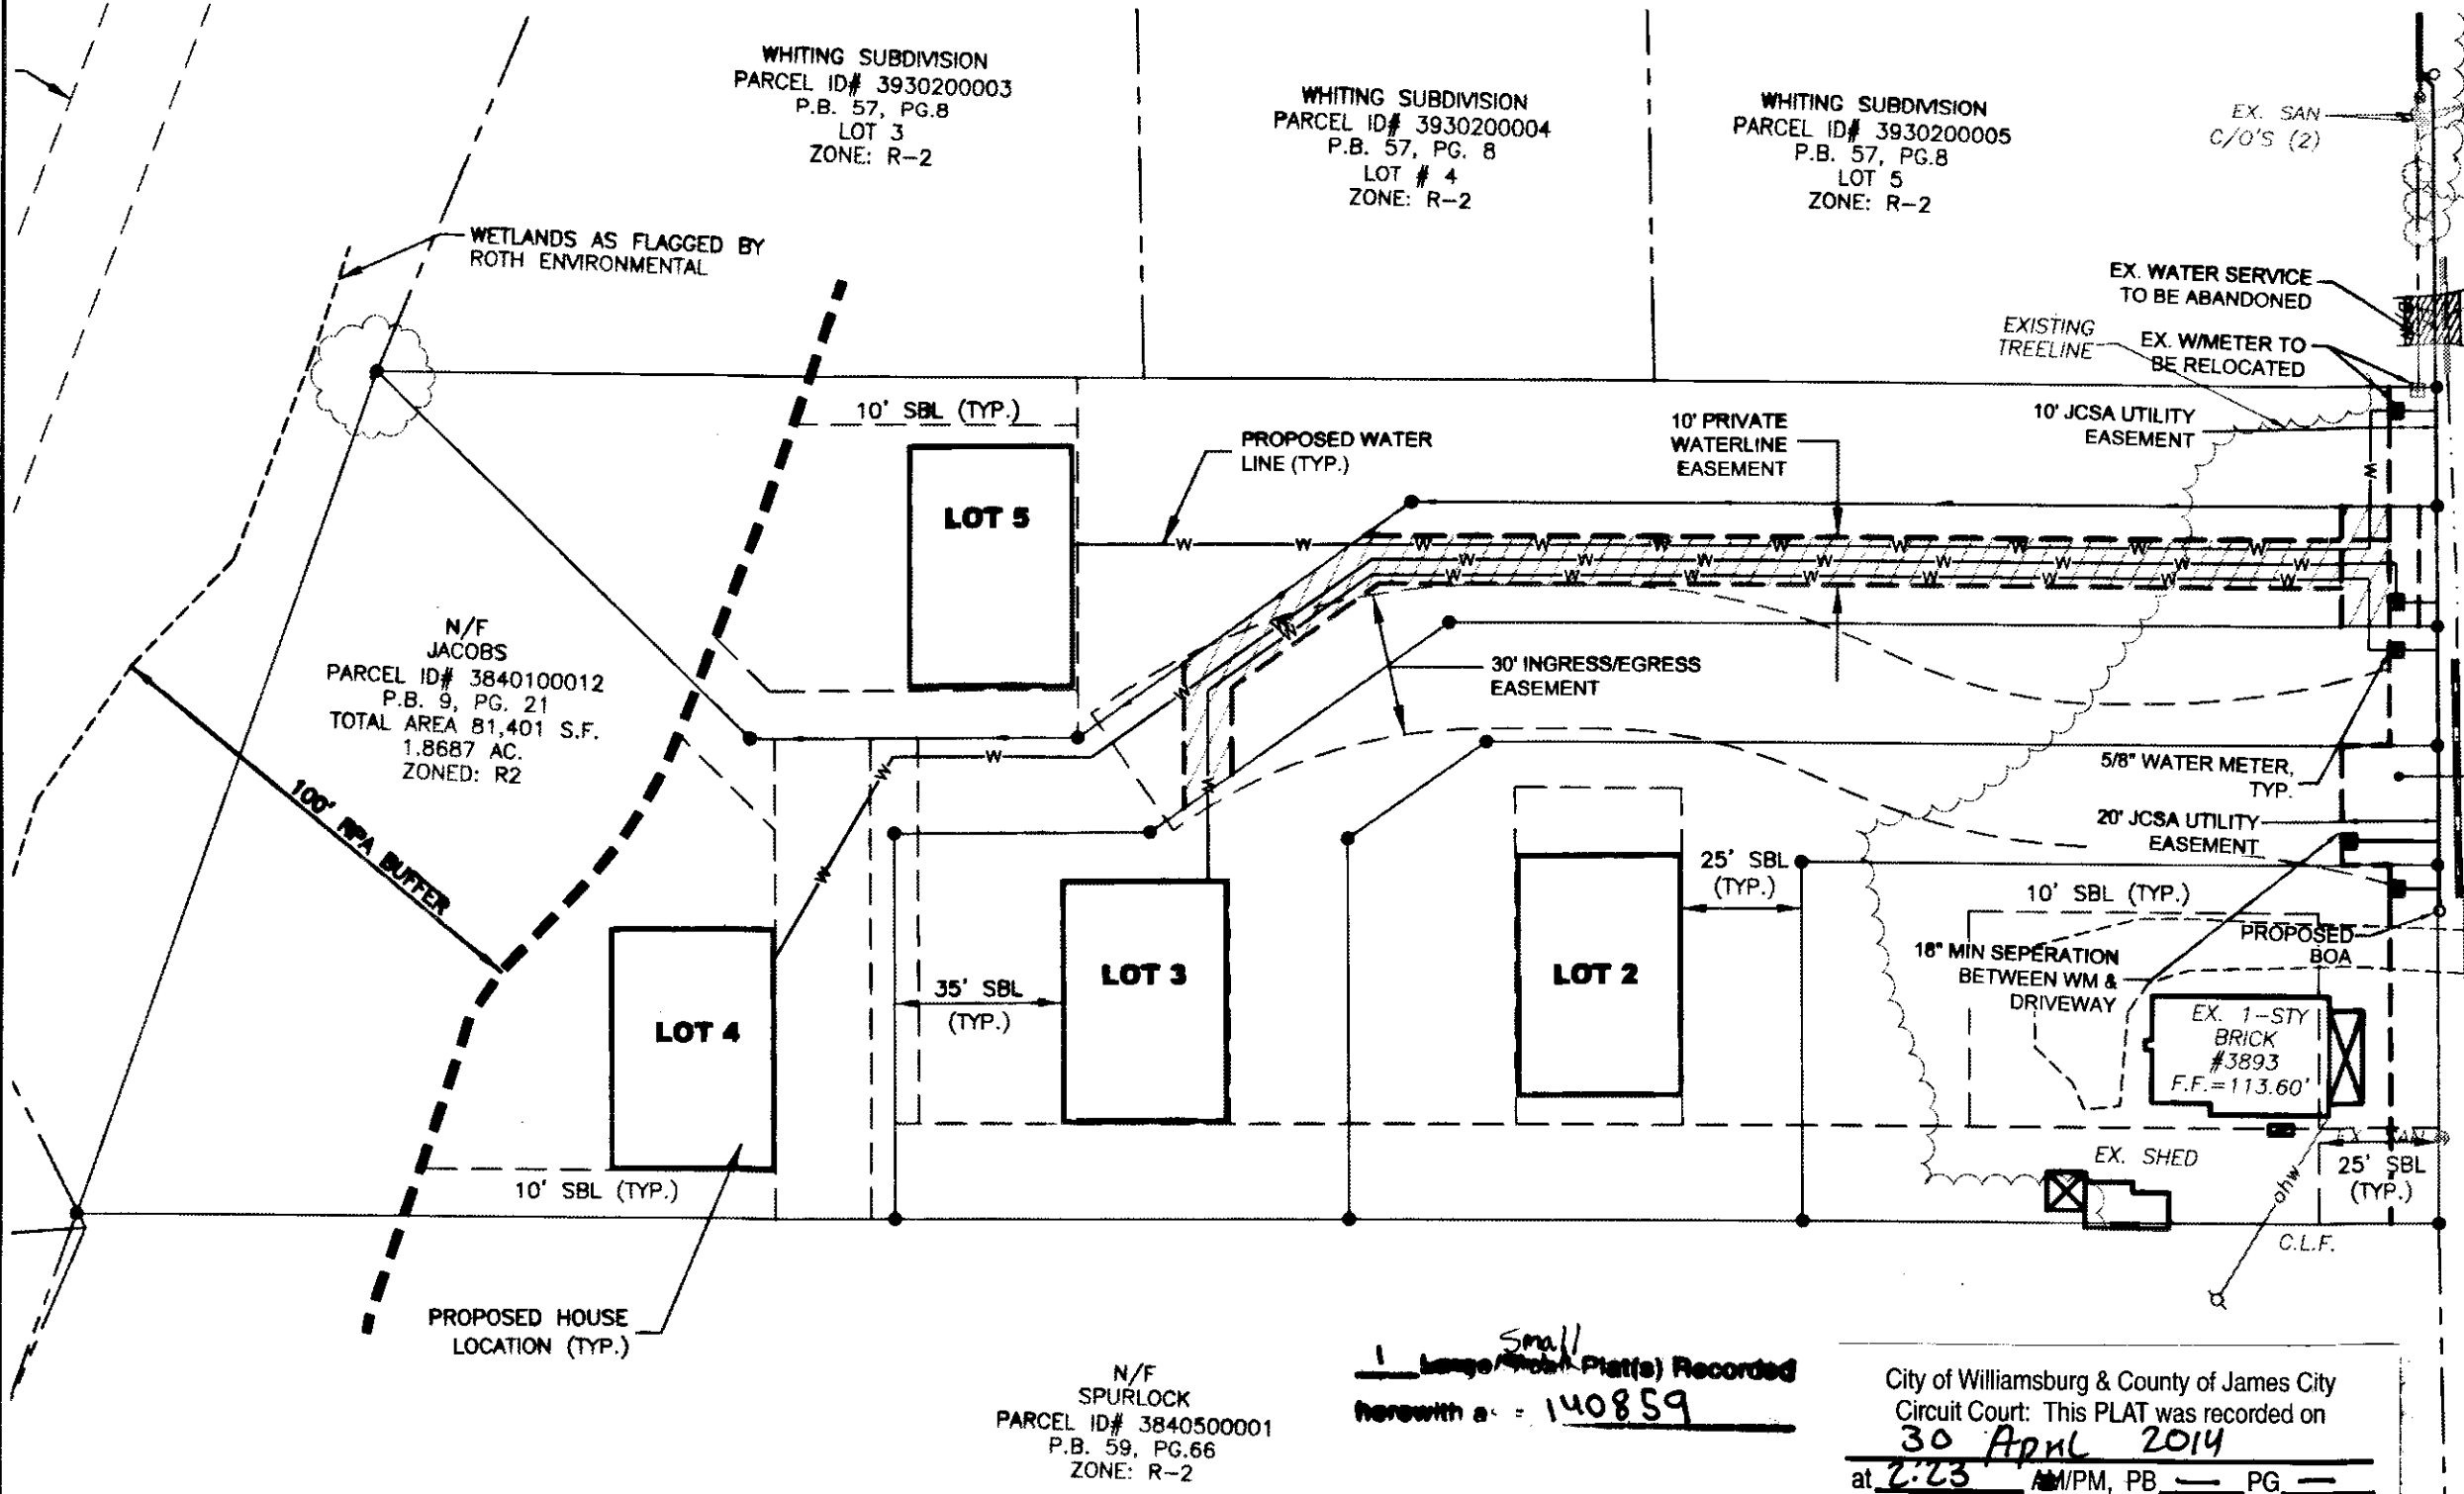 WHITING SUBDIVISION
PARCEL ID# 3930200003
P.B. 57, PG.8
LOT 3
ZONE: R-2
WHITING SUBDIVISION
PARCEL ID# 3930200004
P.B. 57, PG. 8
LOT # 4
ZONE: R-2
WHITING SUBDIVISION
PARCEL ID# 3930200005
P.B. 57, PG.8
LOT 5
ZONE: R-2
EX. SAN
C/O'S (2)
WETLANDS AS FLAGGED BY
ROTH ENVIRONMENTAL
EX. WATER SERVICE
TO BE ABANDONED
EXISTING
TREELINE
EX. W/METER TO
BE RELOCATED
10' SBL (TYP.)
10' JCSA UTILITY
EASEMENT
PROPOSED WATER
LINE (TYP.)
10' PRIVATE
WATERLINE
EASEMENT
LOT 5
N/F
JACOBS
PARCEL ID# 3840100012
P.B. 9, PG. 21
TOTAL AREA 81,401 S.F.
1.8687 AC.
ZONED: R2
30' INGRESS/EGRESS
EASEMENT
100' RPA BUFFER
5/8" WATER METER,
TYP.
20' JCSA UTILITY
EASEMENT
25' SBL
(TYP.)
10' SBL (TYP.)
PROPOSED
BOA
18" MIN SEPERATION
BETWEEN WM &
DRIVEWAY
LOT 4
35' SBL
(TYP.)
LOT 3
LOT 2
EX. 1-STY
BRICK
#3893
F.F.=113.60'
EX. SHED
25' SBL
(TYP.)
ohw
C.L.F.
10' SBL (TYP.)
PROPOSED HOUSE
LOCATION (TYP.)
N/F
SPURLOCK
PARCEL ID# 3840500001
P.B. 59, PG.66
ZONE: R-2
Small
1 Plat(s) Recorded
herewith 140859
City of Williamsburg & County of James City
Circuit Court: This PLAT was recorded on
30 April 2014
at 2:23 AM/PM, PB — PG —